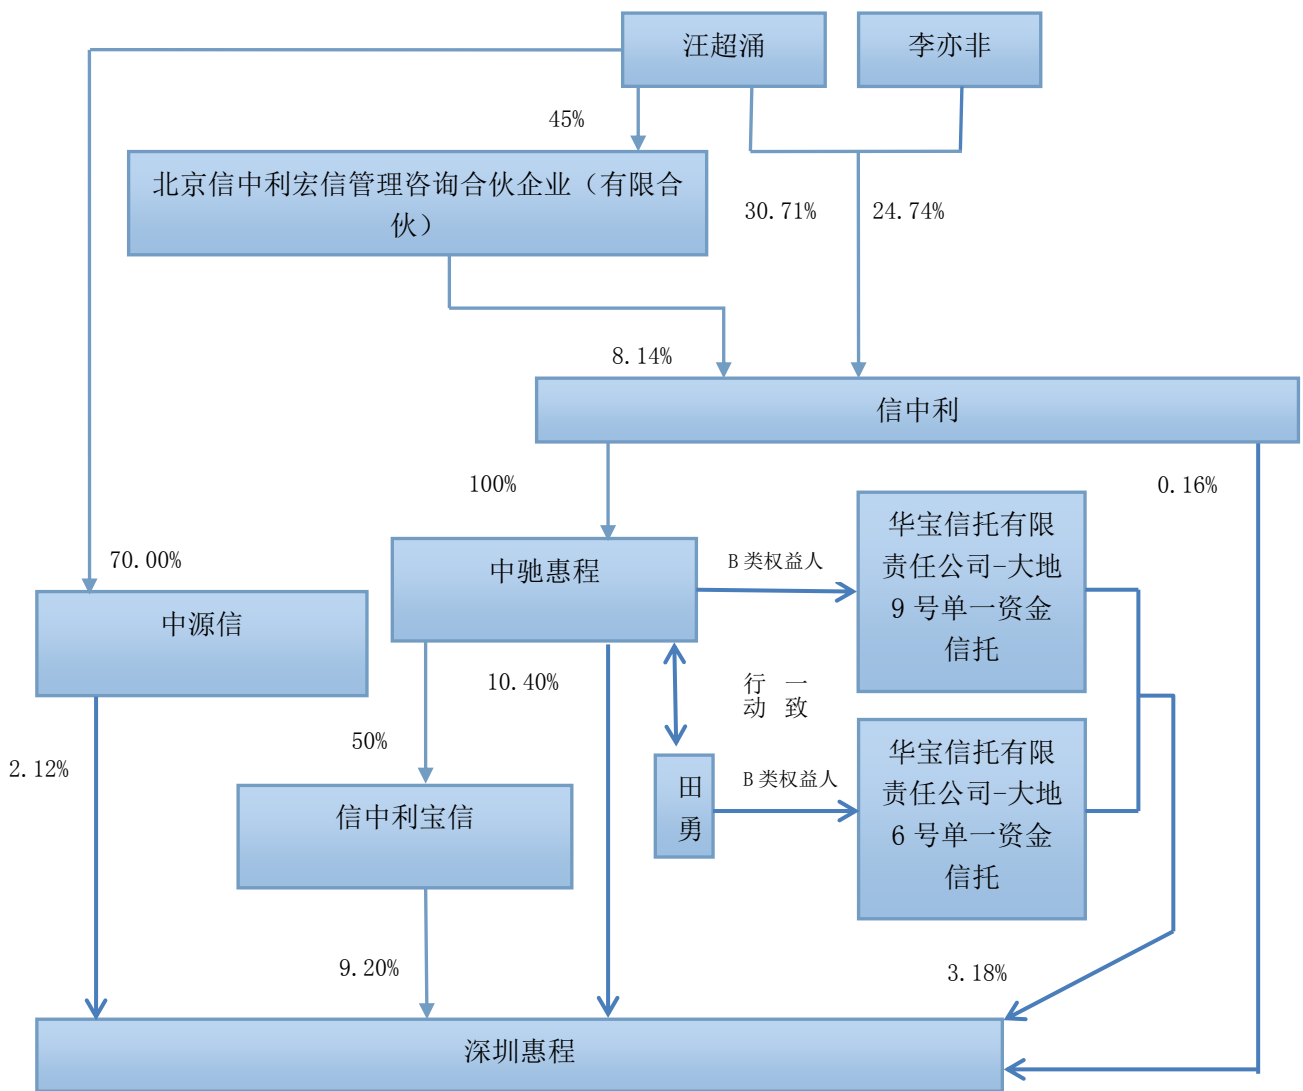 汪超涌
李亦非
45%
北京信中利宏信管理咨询合伙企业（有限合
伙）
30.71%
24.74%
8.14%
信中利
100%
0.16%
华宝信托有限
责任公司-大地
9 号单一资金
信托
70.00%
中驰惠程
B 类权益人
中源信
10.40%
行 一
动 致
50%
2.12%
华宝信托有限
责任公司-大地
6 号单一资金
信托
田
勇
B 类权益人
信中利宝信
9.20%
3.18%
深圳惠程